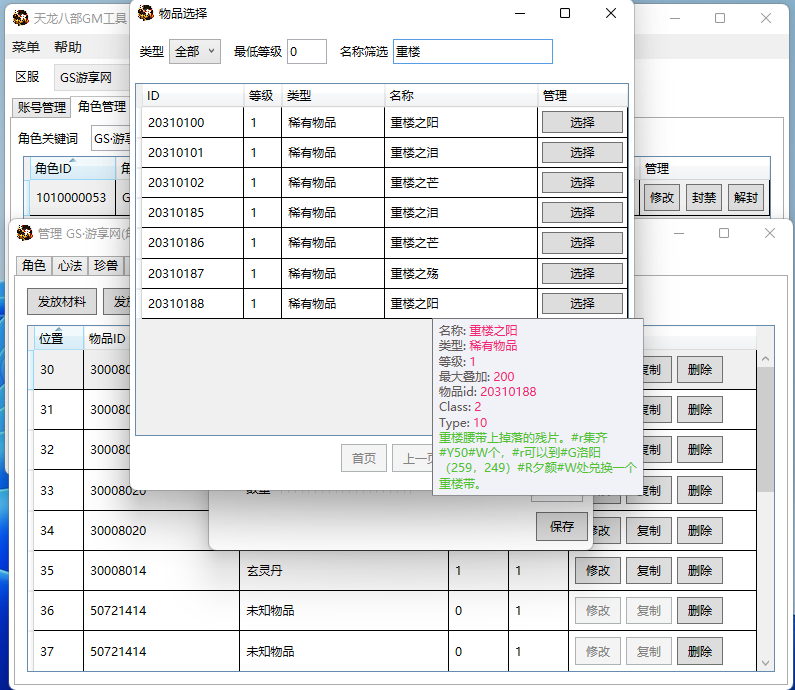 天龙八部GM工具
物品选择
菜单 帮助
类型 全部 最低等级 0 名称筛选 重楼
区服 GS游享网
账号管理 角色管理
角色关键词 GS·游享
角色ID 管理
1010000053 G 修改 封禁 解封
ID 等级 类型 名称 管理
20310100 1 稀有物品 重楼之阳 选择
20310101 1 稀有物品 重楼之泪 选择
20310102 1 稀有物品 重楼之芒 选择
20310185 1 稀有物品 重楼之泪 选择
20310186 1 稀有物品 重楼之芒 选择
20310187 1 稀有物品 重楼之殇 选择
20310188 1 稀有物品 重楼之阳 选择
首页 上一页
名称: 重楼之阳
类型: 稀有物品
等级: 1
最大叠加: 200
物品id: 20310188
Class: 2
Type: 10
重楼腰带上掉落的残片。#r集齐
#Y50#W个，#r可以到#G洛阳
（259，249）#R夕颜#W处兑换一个
重楼带。
管理 GS·游享网(角
角色 心法 珍兽
发放材料 发放
位置 物品ID
30 300080 复制 删除
31 300080 复制 删除
32 300080 复制 删除
33 30008020 数量 复制 删除
保存
34 30008020 修改 复制 删除
35 30008014 玄灵丹 1 1 修改 复制 删除
36 50721414 未知物品 0 1 修改 复制 删除
37 50721414 未知物品 0 1 修改 复制 删除